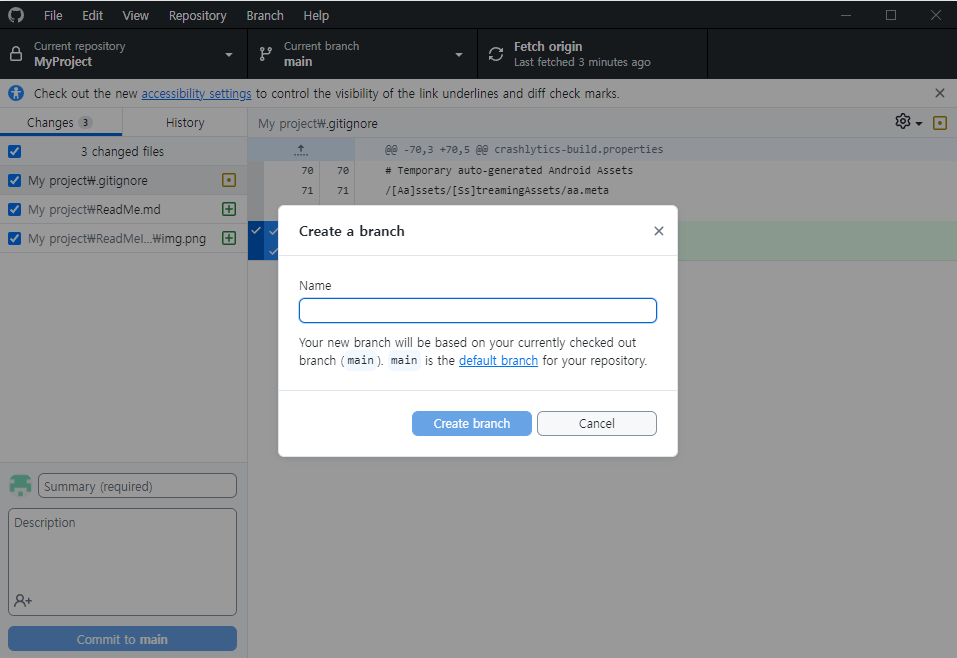 File Edit View Repository Branch Help
Current repository
MyProject
Current branch
main
Fetch origin
Last fetched 3 minutes ago
Check out the new accessibility settings to control the visibility of the link underlines and diff check marks.
Changes 3
History
My project₩.gitignore
3 changed files
@@ -70,3 +70,5 @@ crashlytics-build.properties
70 70 # Temporary auto-generated Android Assets
71 71 /[Aa]ssets/[Ss]treamingAssets/aa.meta
My project₩.gitignore
My project₩ReadMe.md
My project₩ReadMeI...₩img.png
Create a branch
Name
Your new branch will be based on your currently checked out
branch (main). main is the default branch for your repository.
Create branch
Cancel
Summary (required)
Description
Commit to main